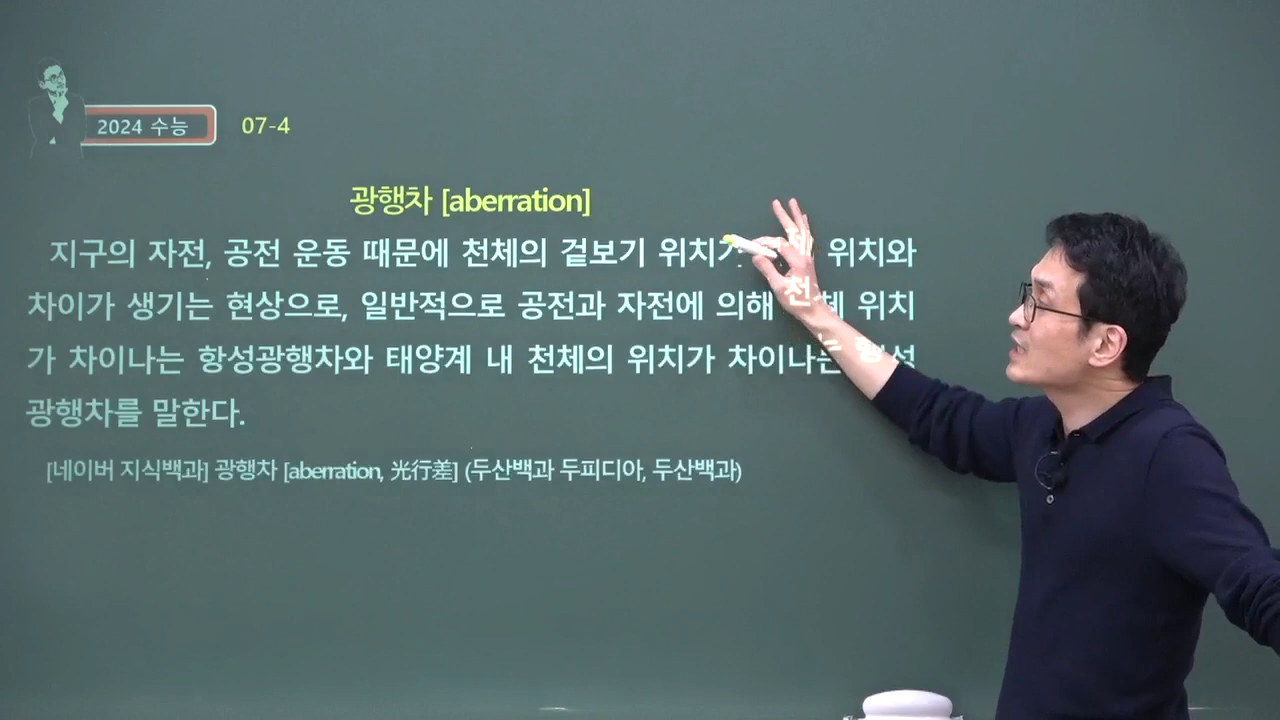 2024 수능 07-4
광행차 [aberration]
지구의 자전, 공전 운동 때문에 천체의 겉보기 위치가 위치와
차이가 생기는 현상으로, 일반적으로 공전과 자전에 의해 천체 위치
가 차이나는 항성광행차와 태양계 내 천체의 위치가 차이나는 행성
광행차를 말한다.
[네이버 지식백과] 광행차 [aberration, 光行差] (두산백과 두피디아, 두산백과)